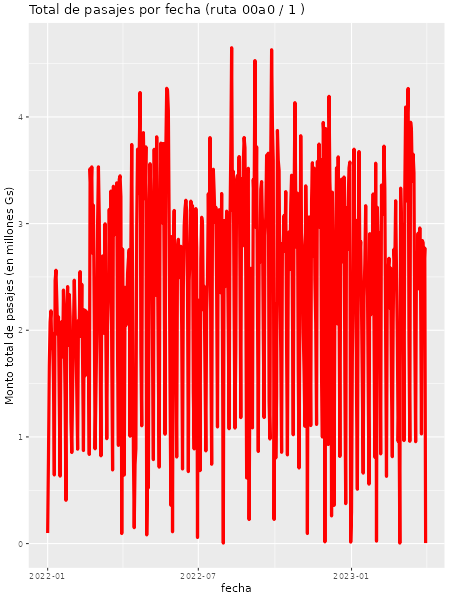 Total de pasajes por fecha (ruta 00a0 / 1 )
Monto total de pasajes (en millones Gs)
4
3
2
1
0
2022-01 2022-07 2023-01
fecha